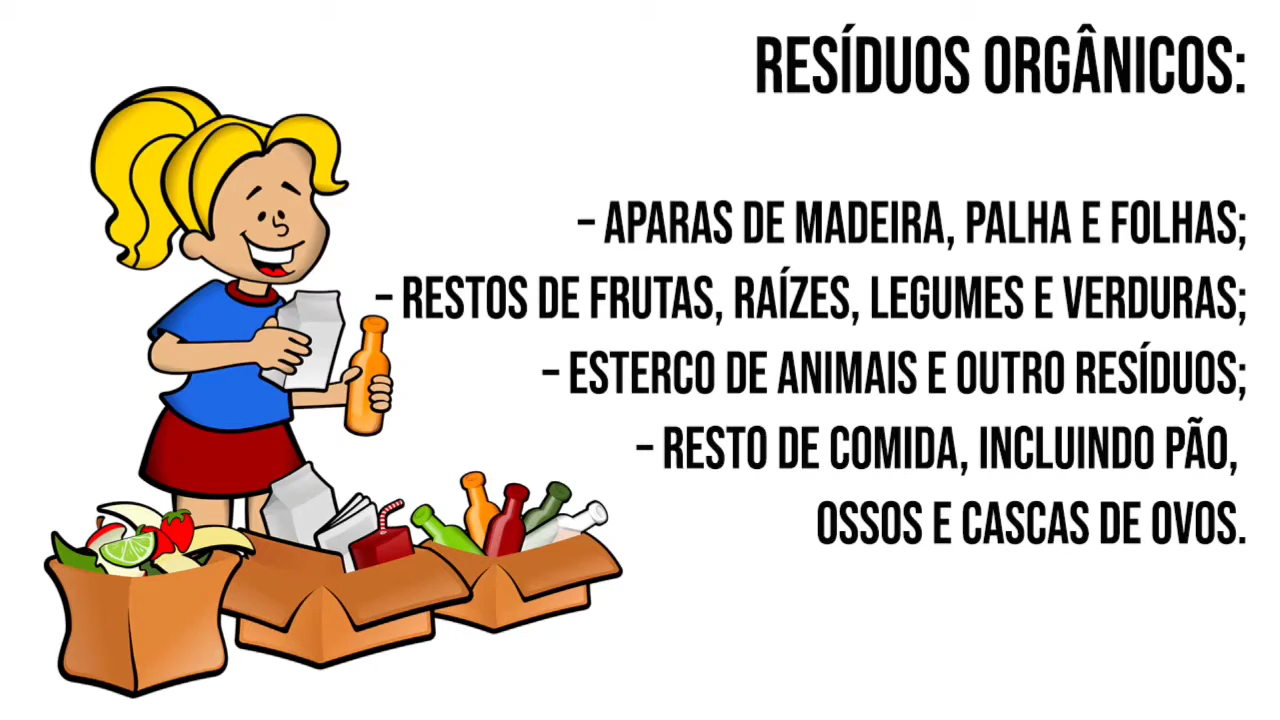 RESÍDUOS ORGÂNICOS:
- APARAS DE MADEIRA, PALHA E FOLHAS;
- RESTOS DE FRUTAS, RAÍZES, LEGUMES E VERDURAS;
- ESTERCO DE ANIMAIS E OUTRO RESÍDUOS;
- RESTO DE COMIDA, INCLUINDO PÃO,
OSSOS E CASCAS DE OVOS.